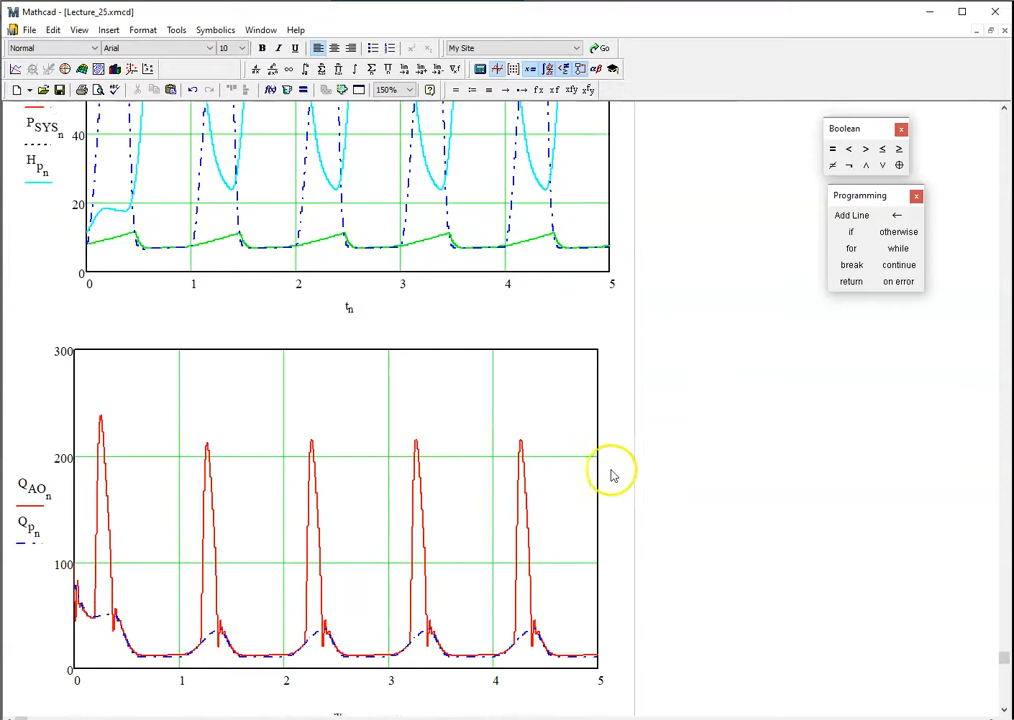 Mathcad - [Lecture_25.xmcd]
File Edit View Insert Format Tools Symbolics Window Help
Normal Arial 10 B I U My Site Go
150%
P SYS n
H p n
40
20
0
0 1 2 3 4 5
t n
Boolean
= < > ≤ ≥
≠ ¬ ∧ ∨ ⊕
Programming
Add Line ←
if otherwise
for while
break continue
return on error
300
200
100
0
Q AO n
Q p n
0 1 2 3 4 5